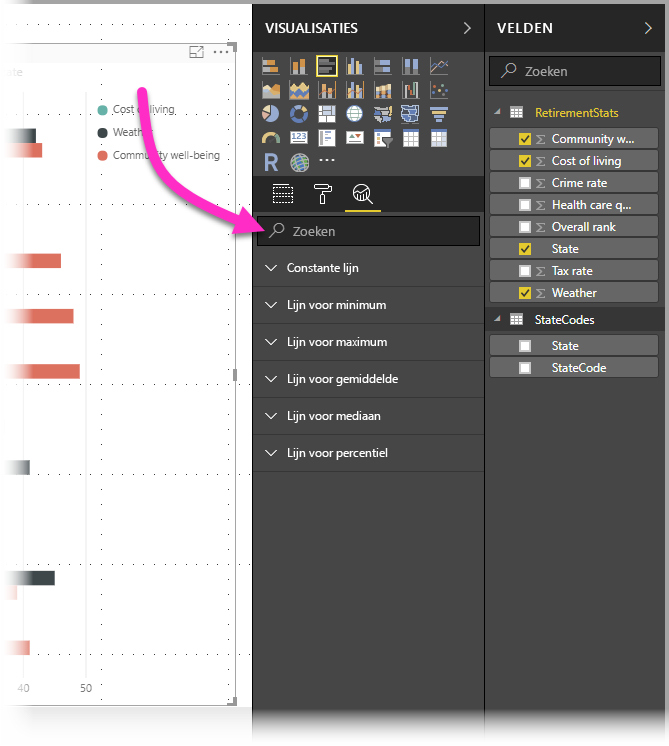 Cost of living
Weather
Community well-being
40 50
VISUALISATIES
123
R
Zoeken
Constante lijn
Lijn voor minimum
Lijn voor maximum
Lijn voor gemiddelde
Lijn voor mediaan
Lijn voor percentiel
VELDEN
Zoeken
RetirementStats
Community w...
Cost of living
Crime rate
Health care q...
Overall rank
State
Tax rate
Weather
StateCodes
State
StateCode